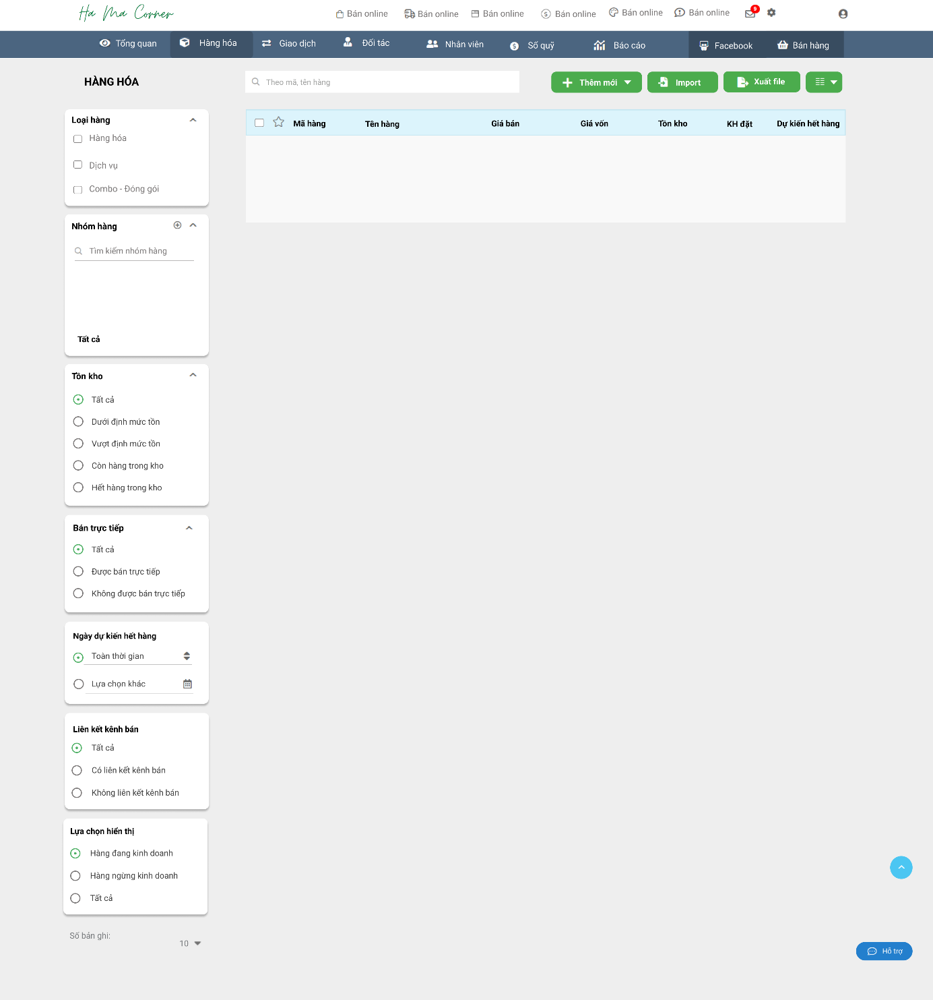 Ha Ma Corner
Bán online
Bán online
Bán online
Bán online
Bán online
Bán online
9
Tổng quan
Hàng hóa
Giao dịch
Đối tác
Nhân viên
Sổ quỹ
Báo cáo
Facebook
Bán hàng
HÀNG HÓA
Theo mã, tên hàng
Thêm mới
Import
Xuất file
Loại hàng
Hàng hóa
Dịch vụ
Combo - Đóng gói
Mã hàng
Tên hàng
Giá bán
Giá vốn
Tồn kho
KH đặt
Dự kiến hết hàng
Nhóm hàng
Tìm kiếm nhóm hàng
Tất cả
Tồn kho
Tất cả
Dưới định mức tồn
Vượt định mức tồn
Còn hàng trong kho
Hết hàng trong kho
Bán trực tiếp
Tất cả
Được bán trực tiếp
Không được bán trực tiếp
Ngày dự kiến hết hàng
Toàn thời gian
Lựa chọn khác
Liên kết kênh bán
Tất cả
Có liên kết kênh bán
Không liên kết kênh bán
Lựa chọn hiển thị
Hàng đang kinh doanh
Hàng ngừng kinh doanh
Tất cả
Số bản ghi:
10
Hỗ trợ